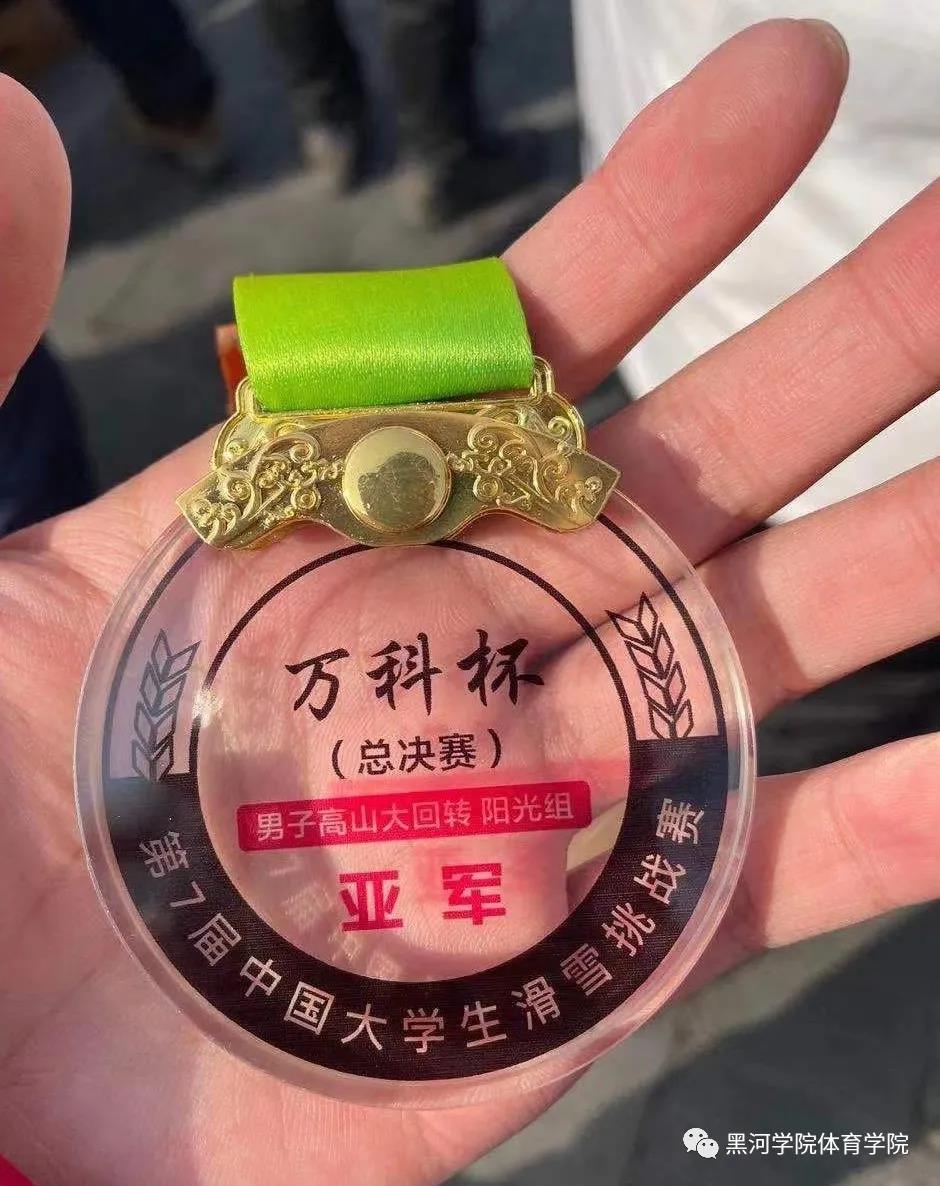 万科杯
（总决赛）
男子高山大回转 阳光组
亚军
第7届中国大学生滑雪挑战赛
黑河学院体育学院